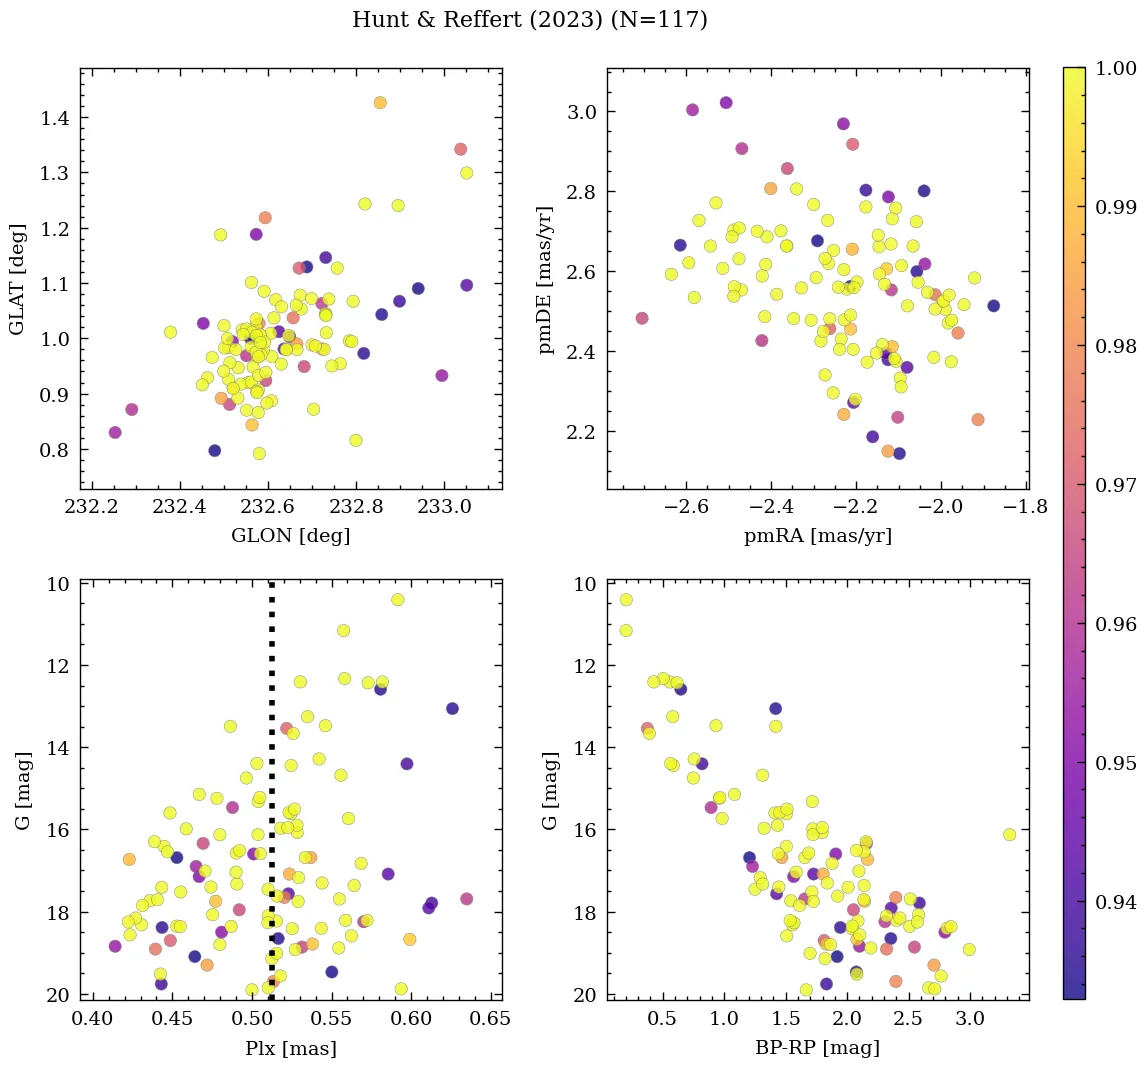 Hunt & Reffert (2023) (N=117)
1.4
1.3
1.2
1.1
1.0
0.9
0.8
GLAT [deg]
232.2 232.4 232.6 232.8 233.0
GLON [deg]
3.0
2.8
2.6
2.4
2.2
pmDE [mas/yr]
−2.6 −2.4 −2.2 −2.0 −1.8
pmRA [mas/yr]
10
12
14
16
18
20
G [mag]
0.40 0.45 0.50 0.55 0.60 0.65
Plx [mas]
10
12
14
16
18
20
G [mag]
0.5 1.0 1.5 2.0 2.5 3.0
BP-RP [mag]
1.00
0.99
0.98
0.97
0.96
0.95
0.94